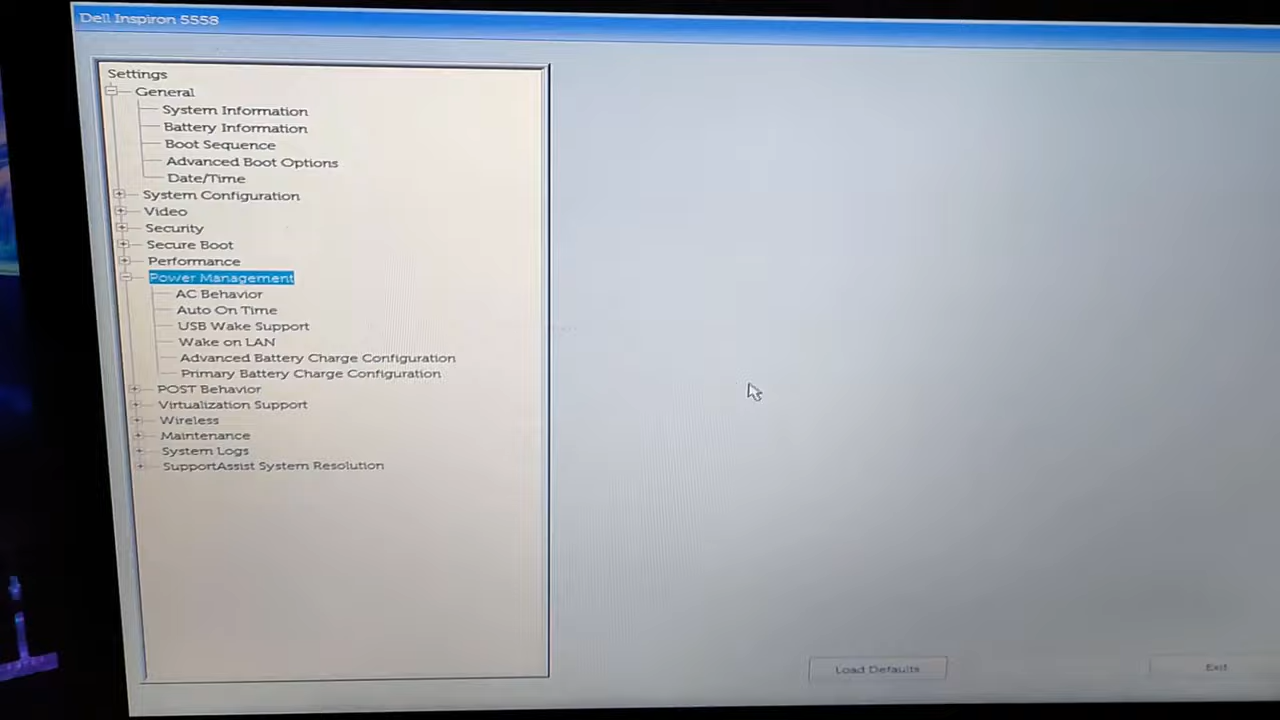 Dell Inspiron 5558
Settings
General
System Information
Battery Information
Boot Sequence
Advanced Boot Options
Date/Time
System Configuration
Video
Security
Secure Boot
Performance
Power Management
AC Behavior
Auto On Time
USB Wake Support
Wake on LAN
Advanced Battery Charge Configuration
Primary Battery Charge Configuration
POST Behavior
Virtualization Support
Wireless
Maintenance
System Logs
SupportAssist System Resolution
Load Defaults
Exit